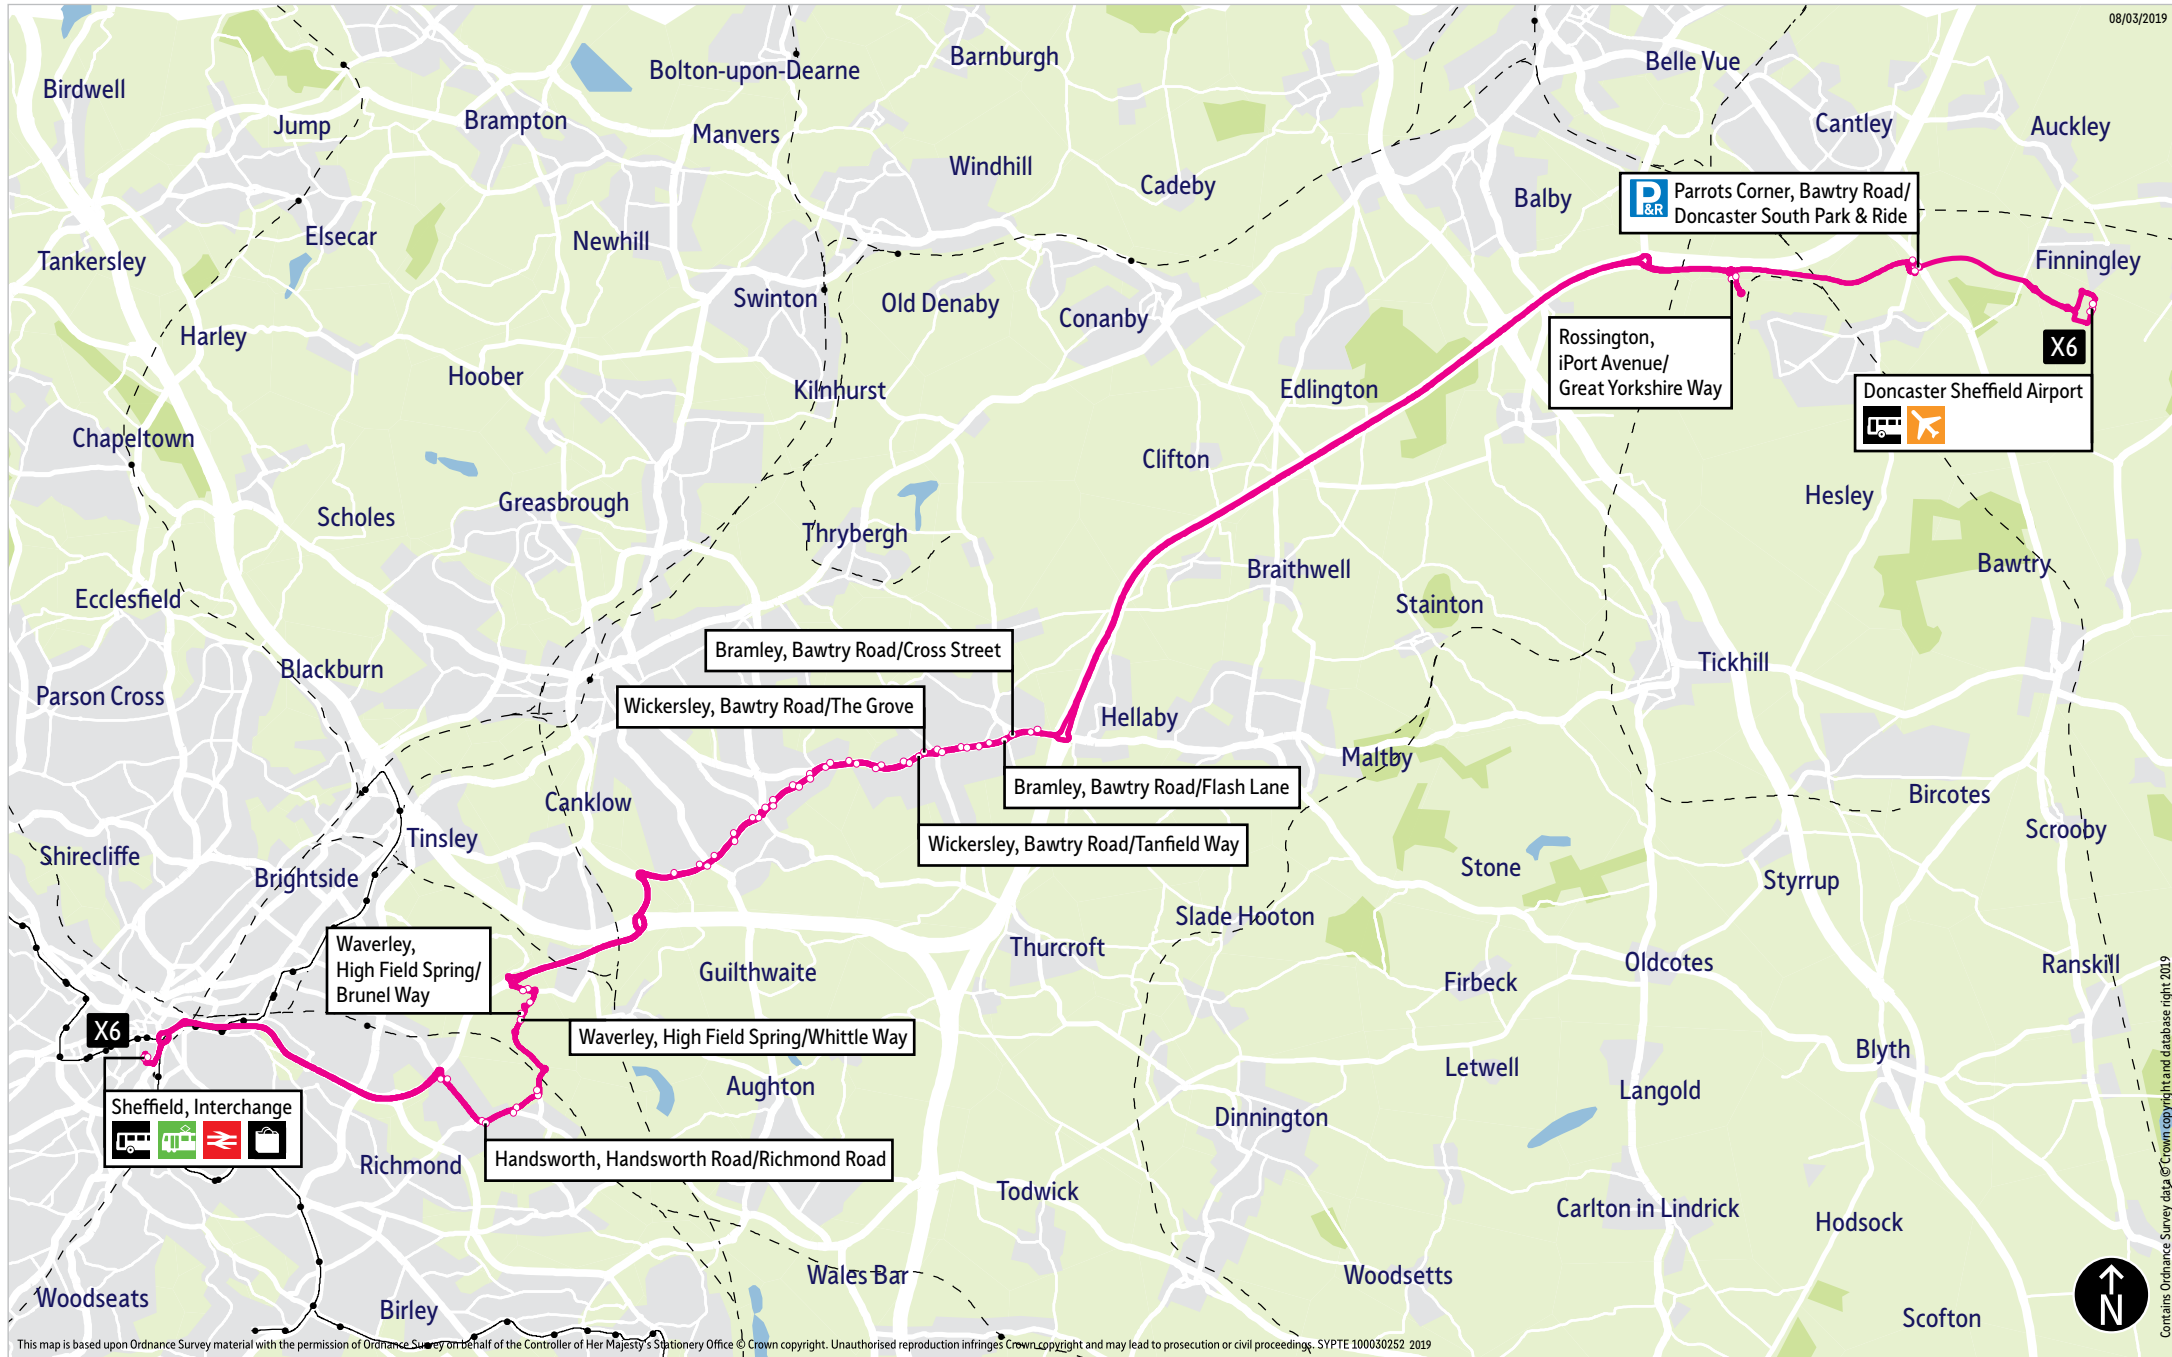 08/03/2019
Birdwell
Jump
Brampton
Bolton-upon-Dearne
Manvers
Barnburgh
Windhill
Cadeby
Belle Vue
Cantley
Auckley
Balby
P&R
Parrots Corner, Bawtry Road/
Doncaster South Park & Ride
Tankersley
Elsecar
Newhill
Swinton
Old Denaby
Conanby
Finningley
Harley
Hoober
Kilnhurst
Edlington
Rossington,
iPort Avenue/
Great Yorkshire Way
X6
Doncaster Sheffield Airport
Chapeltown
Scholes
Greasbrough
Thrybergh
Clifton
Hesley
Bawtry
Ecclesfield
Braithwell
Stainton
Blackburn
Parson Cross
Bramley, Bawtry Road/Cross Street
Wickersley, Bawtry Road/The Grove
Hellaby
Tickhill
Maltby
Bramley, Bawtry Road/Flash Lane
Wickersley, Bawtry Road/Tanfield Way
Canklow
Tinsley
Shirecliffe
Brightside
Bircotes
Scrooby
Stone
Styrrup
Slade Hooton
Thurcroft
Waverley,
High Field Spring/
Brunel Way
Guilthwaite
Firbeck
Oldcotes
Ranskill
X6
Waverley, High Field Spring/Whittle Way
Aughton
Letwell
Langold
Blyth
Sheffield, Interchange
Dinnington
Richmond
Handsworth, Handsworth Road/Richmond Road
Todwick
Carlton in Lindrick
Hodsock
Wales Bar
Woodsetts
Woodseats
Birley
Scofton
N
This map is based upon Ordnance Survey material with the permission of Ordnance Survey on behalf of the Controller of Her Majesty's Stationery Office © Crown copyright. Unauthorised reproduction infringes Crown copyright and may lead to prosecution or civil proceedings. SYPTE 100030252 2019
Contains Ordnance Survey data © Crown copyright and database right 2019